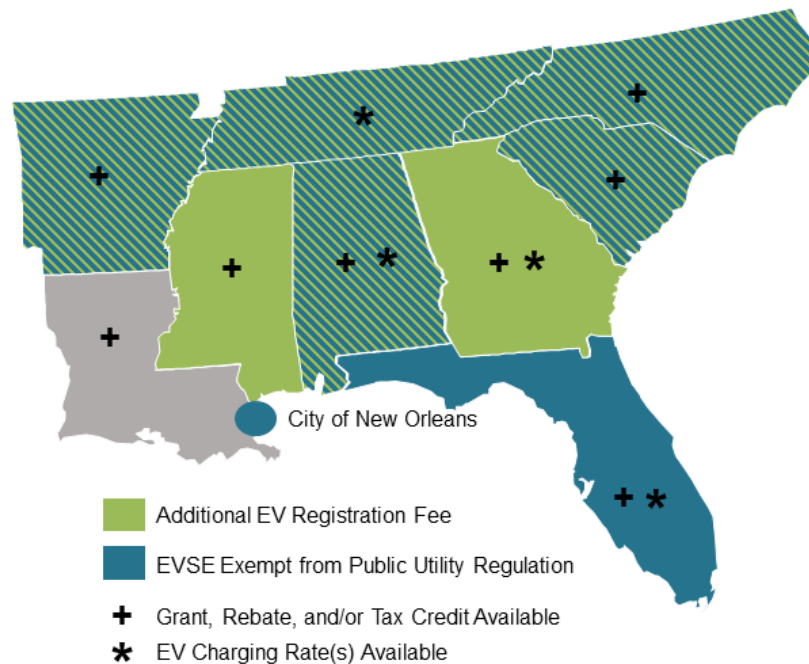 City of New Orleans
Additional EV Registration Fee
EVSE Exempt from Public Utility Regulation
+ Grant, Rebate, and/or Tax Credit Available
* EV Charging Rate(s) Available